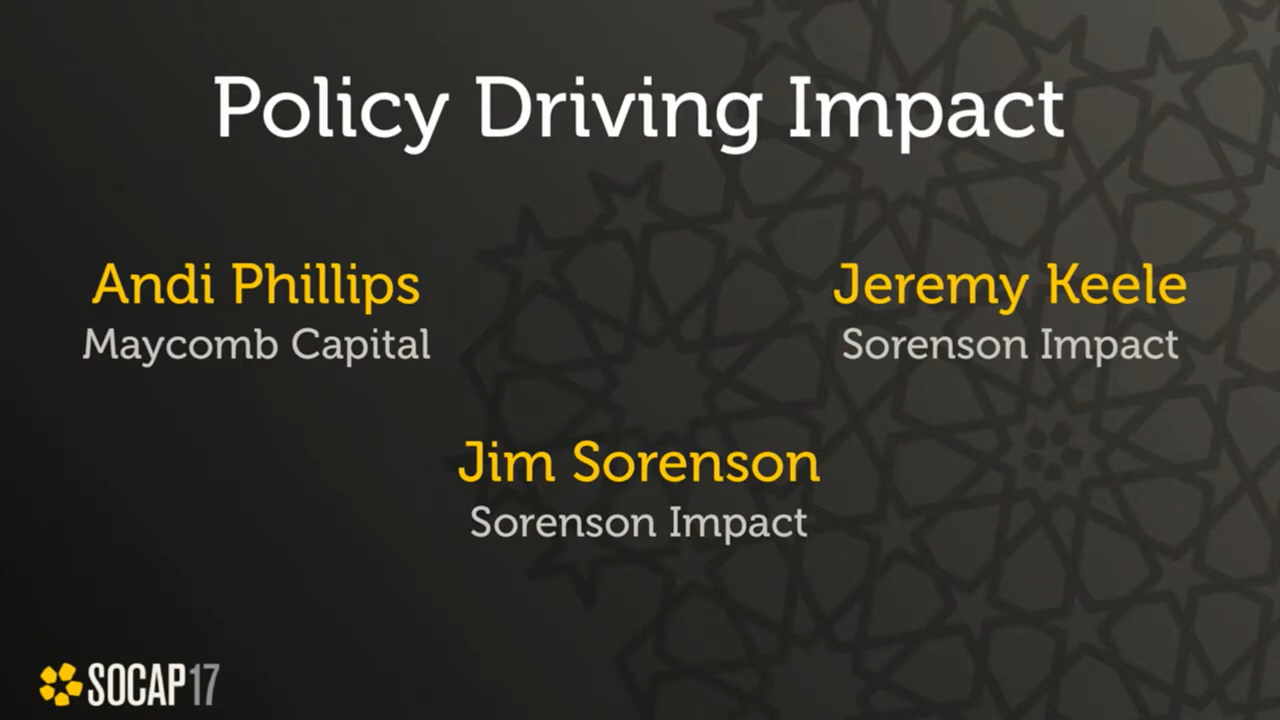 Policy Driving Impact
Andi Phillips
Maycomb Capital
Jeremy Keele
Sorenson Impact
Jim Sorenson
Sorenson Impact
SOCAP17